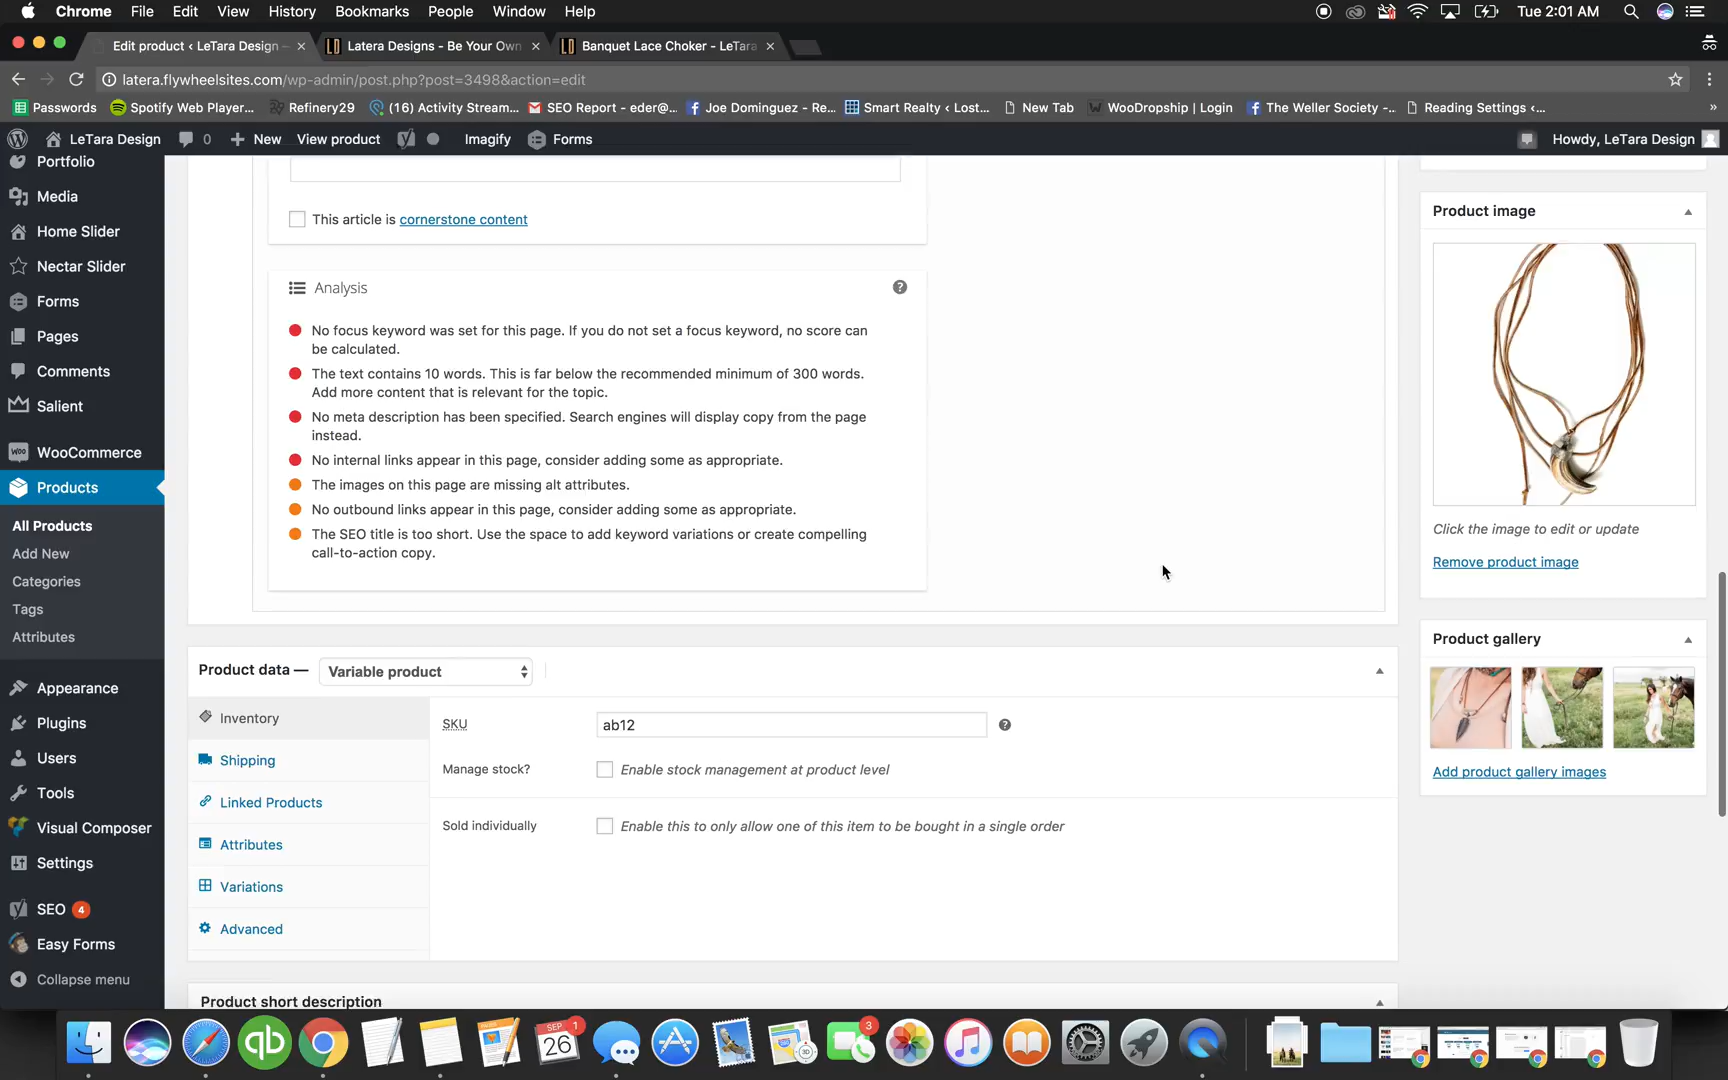 Chrome File Edit View History Bookmarks People Window Help Tue 2:01 AM
Edit product ‹ LeTara Design – Latera Designs - Be Your Own Banquet Lace Choker - LeTara
latera.flywheelsites.com/wp-admin/post.php?post=3498&action=edit
Passwords Spotify Web Player... Refinery29 (16) Activity Stream... SEO Report - eder@... Joe Dominguez - Re... Smart Realty ‹ Lost... New Tab WooDropship | Login The Weller Society -... Reading Settings ‹...
LeTara Design 0 New View product Imagify Forms Howdy, LeTara Design
Portfolio
Media
Home Slider
Nectar Slider
Forms
Pages
Comments
Salient
WooCommerce
Products
All Products
Add New
Categories
Tags
Attributes
Appearance
Plugins
Users
Tools
Visual Composer
Settings
SEO 4
Easy Forms
Collapse menu
This article is cornerstone content
Analysis
No focus keyword was set for this page. If you do not set a focus keyword, no score can
be calculated.
The text contains 10 words. This is far below the recommended minimum of 300 words.
Add more content that is relevant for the topic.
No meta description has been specified. Search engines will display copy from the page
instead.
No internal links appear in this page, consider adding some as appropriate.
The images on this page are missing alt attributes.
No outbound links appear in this page, consider adding some as appropriate.
The SEO title is too short. Use the space to add keyword variations or create compelling
call-to-action copy.
Product data — Variable product
Inventory
Shipping
Linked Products
Attributes
Variations
Advanced
SKU ab12
Manage stock? Enable stock management at product level
Sold individually Enable this to only allow one of this item to be bought in a single order
Product short description
Product image
Click the image to edit or update
Remove product image
Product gallery
Add product gallery images
SEP 1
26
3